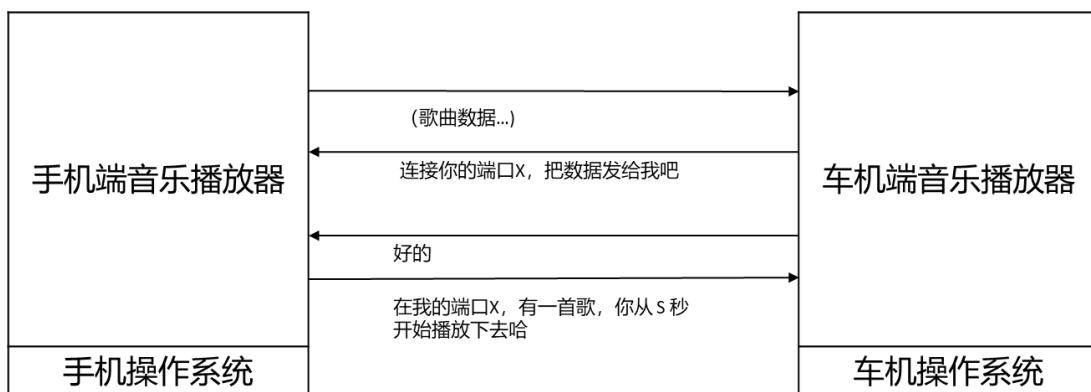 （歌曲数据...)
连接你的端口X，把数据发给我吧
手机端音乐播放器
车机端音乐播放器
好的
在我的端口X，有一首歌，你从 S 秒
开始播放下去哈
手机操作系统
车机操作系统